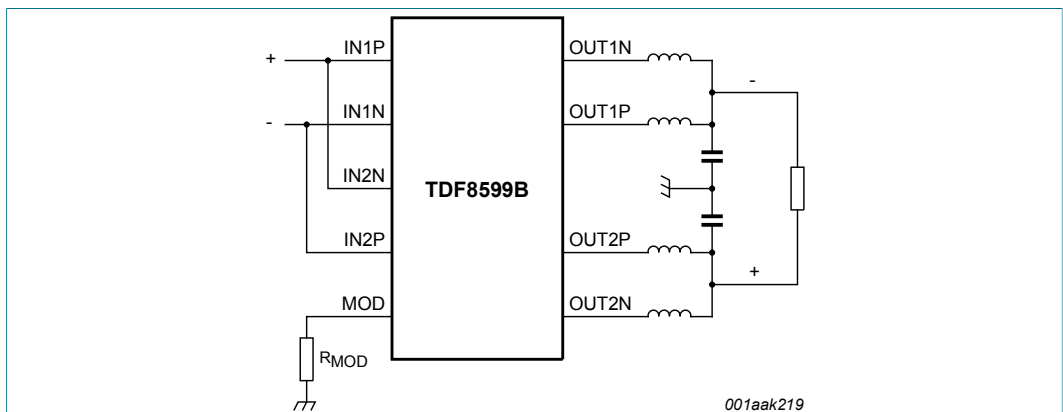 IN1P OUT1N
+ -
IN1N OUT1P
-
IN2N
TDF8599B
IN2P OUT2P
+
MOD OUT2N
RMOD
001aak219